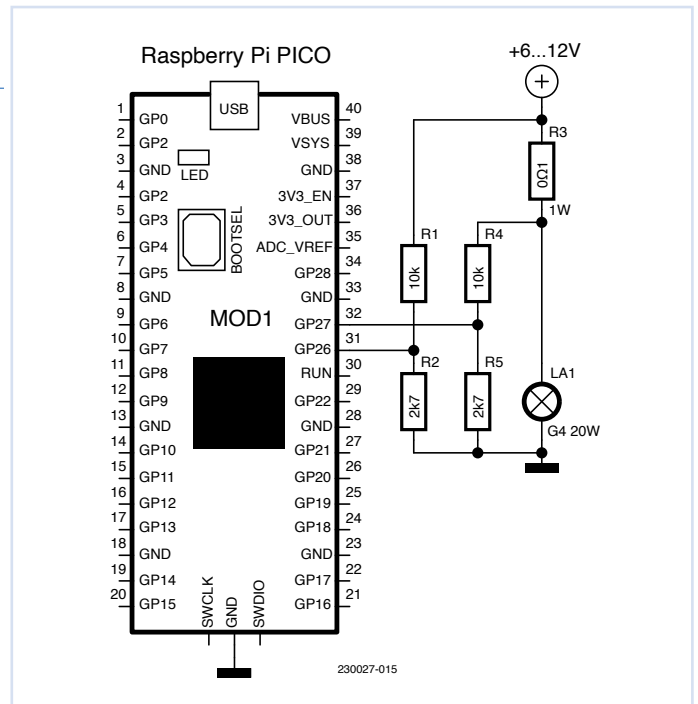 Raspberry Pi PICO
+6...12V
USB
LED
BOOTSEL
MOD1
1 GP0
2 GP2
3 GND
4 GP2
5 GP3
6 GP4
7 GP5
8 GND
9 GP6
10 GP7
11 GP8
12 GP9
13 GND
14 GP10
15 GP11
16 GP12
17 GP13
18 GND
19 GP14
20 GP15
VBUS 40
VSYS 39
GND 38
3V3_EN 37
3V3_OUT 36
ADC_VREF 35
GP28 34
GND 33
GP27 32
GP26 31
RUN 30
GP22 29
GND 28
GP21 27
GP20 26
GP19 25
GP18 24
GND 23
GP17 22
GP16 21
SWCLK
GND
SWDIO
R3
0Ω1
1W
R1
10k
R4
10k
R2
2k7
R5
2k7
LA1
G4 20W
230027-015